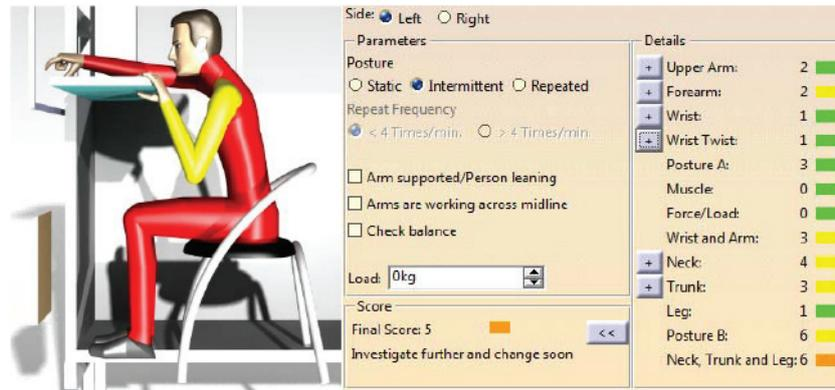 Side: Left Right
Parameters
Posture
Static Intermittent Repeated
Repeat Frequency
< 4 Times/min. > 4 Times/min.
Arm supported/Person leaning
Arms are working across midline
Check balance
Load: 0kg
Score
Final Score: 5
<<
Investigate further and change soon
Details
+ Upper Arm: 2
+ Forearm: 2
+ Wrist: 1
+ Wrist Twist: 1
Posture A: 3
Muscle: 0
Force/Load: 0
Wrist and Arm: 3
+ Neck: 4
+ Trunk: 3
Leg: 1
Posture B: 6
Neck, Trunk and Leg: 6